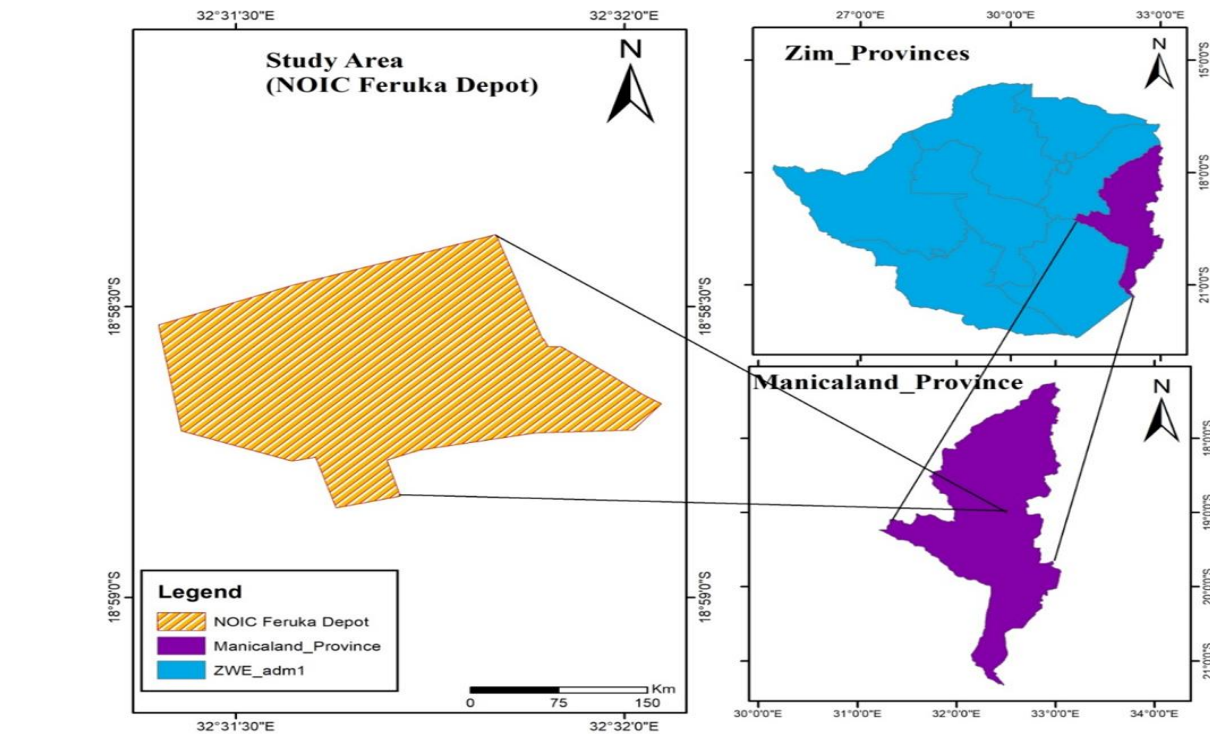 32°31'30"E
32°32'0"E
Study Area
(NOIC Feruka Depot)
N
18°58'30"S
18°58'30"S
18°59'0"S
18°59'0"S
Legend
NOIC Feruka Depot
Manicaland_Province
ZWE_adm1
Km
0
75
150
32°31'30"E
32°32'0"E
27°0'0"E
30°0'0"E
33°0'0"E
Zim_Provinces
N
15°0'0"S
18°0'0"S
21°0'0"S
Manicaland_Province
N
18°0'0"S
19°0'0"S
20°0'0"S
21°0'0"S
30°0'0"E
31°0'0"E
32°0'0"E
33°0'0"E
34°0'0"E